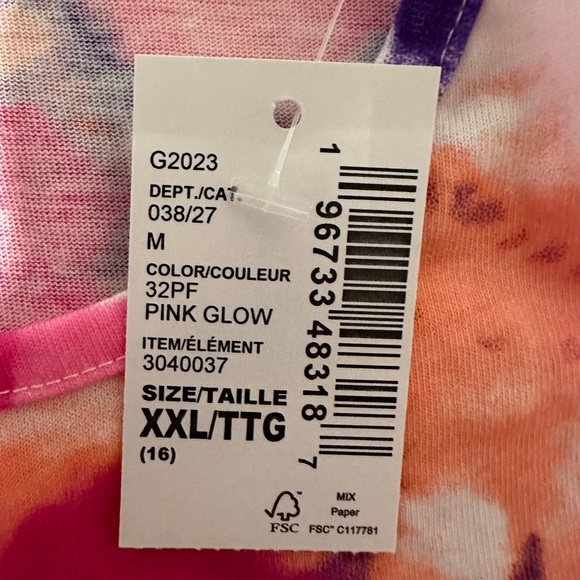 G2023
DEPT./CAT.
038/27
M
COLOR/COULEUR
32PF
PINK GLOW
ITEM/ÉLÉMENT
3040037
SIZE/TAILLE
XXL/TTG
(16)
1 96733 48318 7
FSC
MIX
Paper
FSC™ C117781